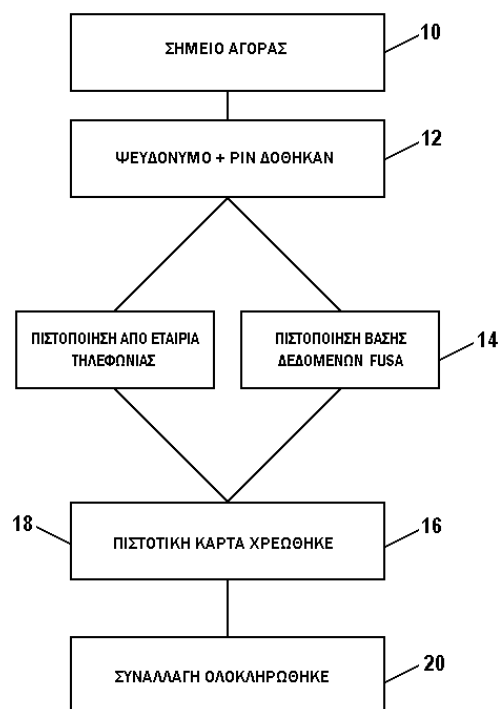 ΣΗΜΕΙΟ ΑΓΟΡΑΣ
10
ΨΕΥΔΟΝΥΜΟ + PIN ΔΟΘΗΚΑΝ
12
ΠΙΣΤΟΠΟΙΗΣΗ ΑΠΟ ΕΤΑΙΡΙΑ
ΤΗΛΕΦΩΝΙΑΣ
ΠΙΣΤΟΠΟΙΗΣΗ ΒΑΣΗΣ
ΔΕΔΟΜΕΝΩΝ FUSA
14
18
ΠΙΣΤΟΤΙΚΗ ΚΑΡΤΑ ΧΡΕΩΘΗΚΕ
16
ΣΥΝΑΛΛΑΓΗ ΟΛΟΚΛΗΡΩΘΗΚΕ
20